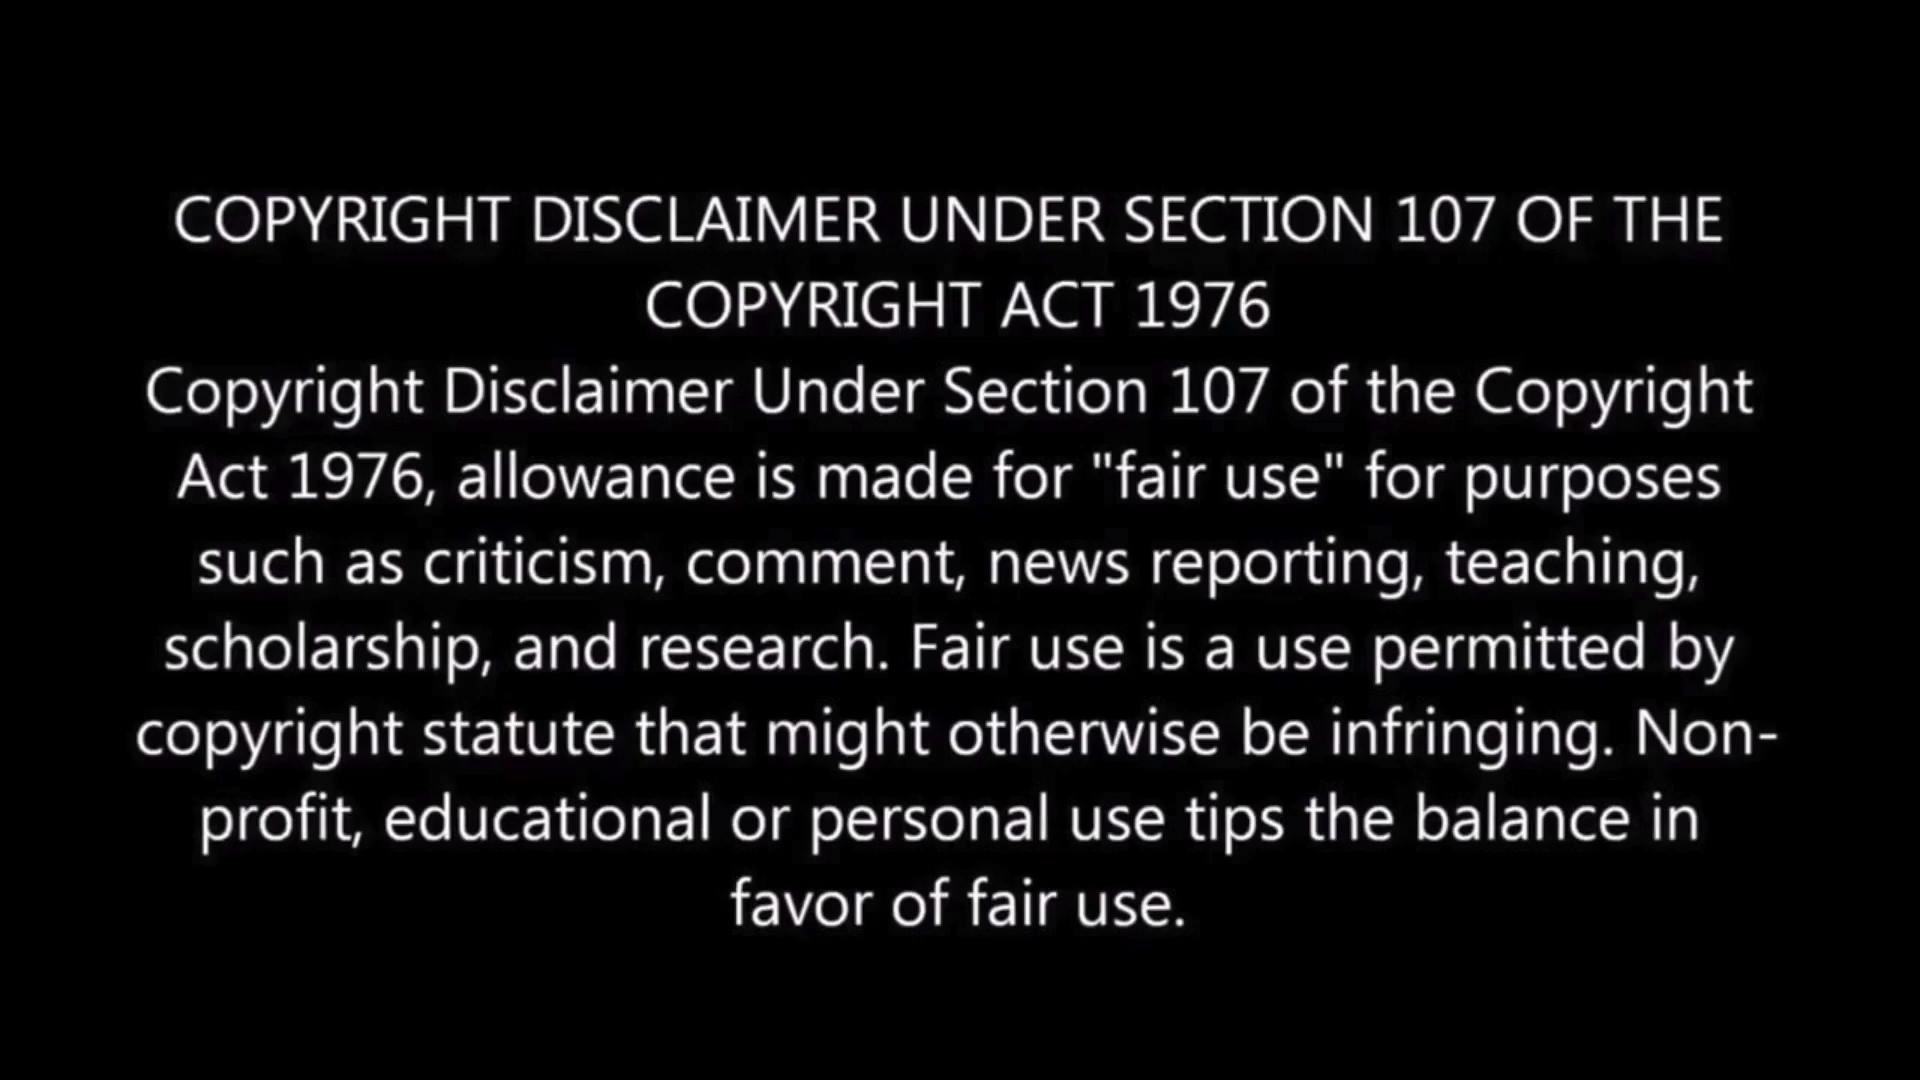 COPYRIGHT DISCLAIMER UNDER SECTION 107 OF THE
COPYRIGHT ACT 1976
Copyright Disclaimer Under Section 107 of the Copyright
Act 1976, allowance is made for "fair use" for purposes
such as criticism, comment, news reporting, teaching,
scholarship, and research. Fair use is a use permitted by
copyright statute that might otherwise be infringing. Non-
profit, educational or personal use tips the balance in
favor of fair use.